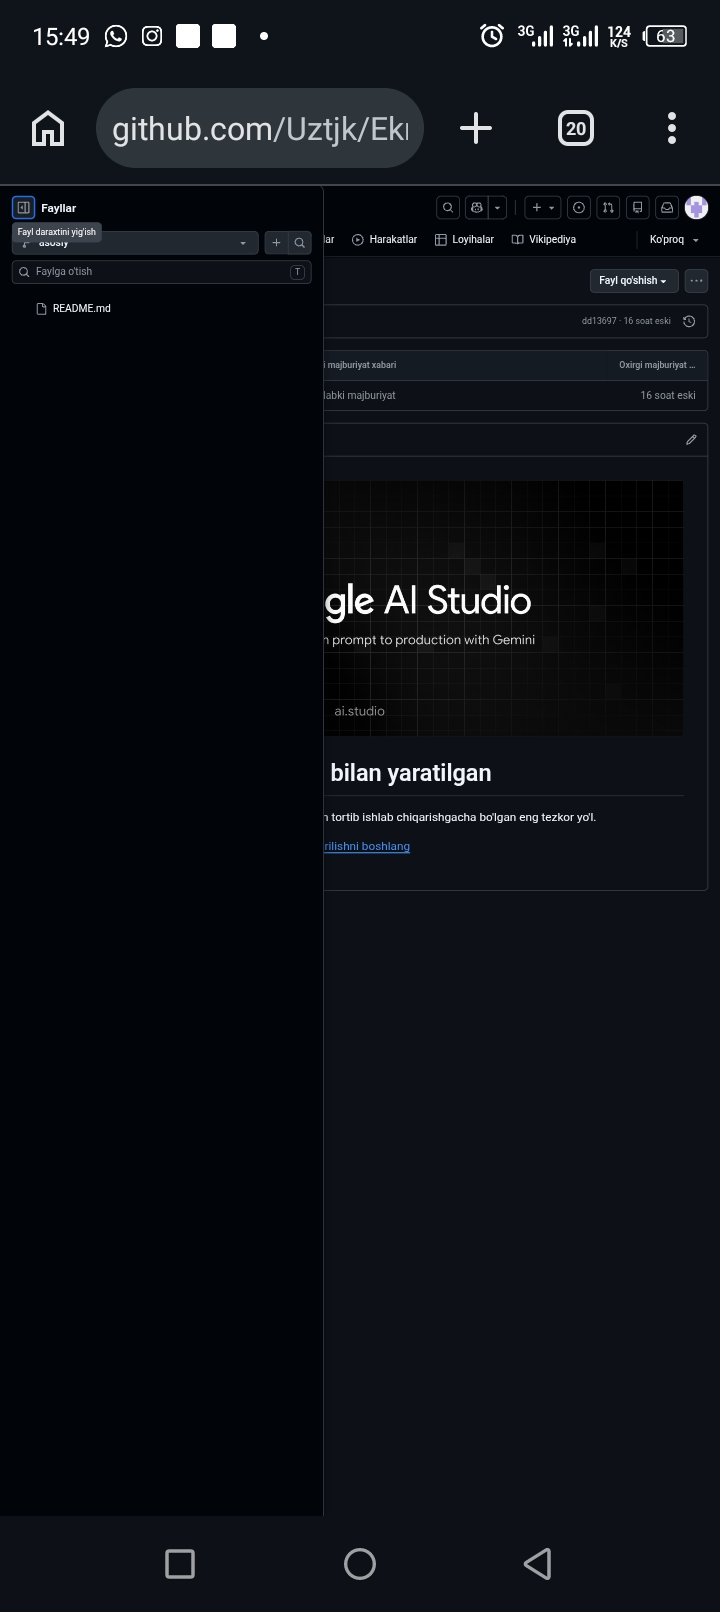 15:49
3G
3G
124
K/S
63
github.com/Uztjk/Ek
20
Fayllar
Fayl daraxtini yig'ish
asosiy
Faylga o'tish
T
README.md
lar
Harakatlar
Loyihalar
Vikipediya
Ko'proq
Fayl qo'shish
dd13697 · 16 soat eski
i majburiyat xabari
Oxirgi majburiyat ...
labki majburiyat
16 soat eski
gle AI Studio
n prompt to production with Gemini
ai.studio
bilan yaratilgan
n tortib ishlab chiqarishgacha bo'lgan eng tezkor yo'l.
rilishni boshlang